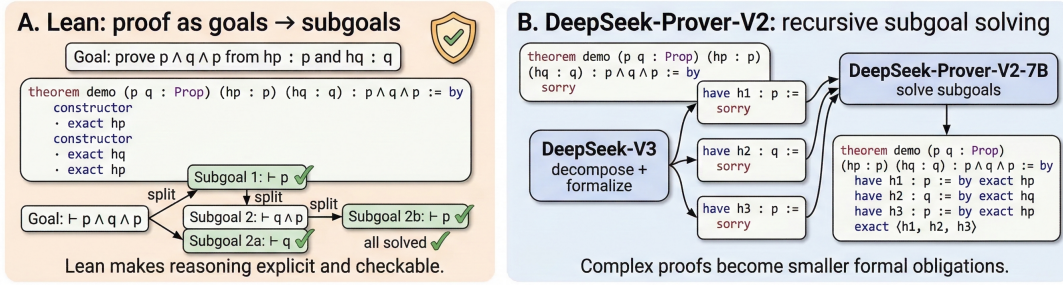 A. Lean: proof as goals → subgoals
Goal: prove p ∧ q ∧ p from hp : p and hq : q
theorem demo (p q : Prop) (hp : p) (hq : q) : p ∧ q ∧ p := by
constructor
· exact hp
constructor
· exact hq
· exact hp
Subgoal 1: ⊢ p
split
split
Goal: ⊢ p ∧ q ∧ p
Subgoal 2: ⊢ q ∧ p
split
Subgoal 2b: ⊢ p
Subgoal 2a: ⊢ q
all solved
Lean makes reasoning explicit and checkable.
B. DeepSeek-Prover-V2: recursive subgoal solving
theorem demo (p q : Prop) (hp : p)
(hq : q) : p ∧ q ∧ p := by
sorry
DeepSeek-V3
decompose +
formalize
have h1 : p :=
sorry
have h2 : q :=
sorry
have h3 : p :=
sorry
DeepSeek-Prover-V2-7B
solve subgoals
theorem demo (p q : Prop)
(hp : p) (hq : q) : p ∧ q ∧ p := by
have h1 : p := by exact hp
have h2 : q := by exact hq
have h3 : p := by exact hp
exact ⟨h1, h2, h3⟩
Complex proofs become smaller formal obligations.